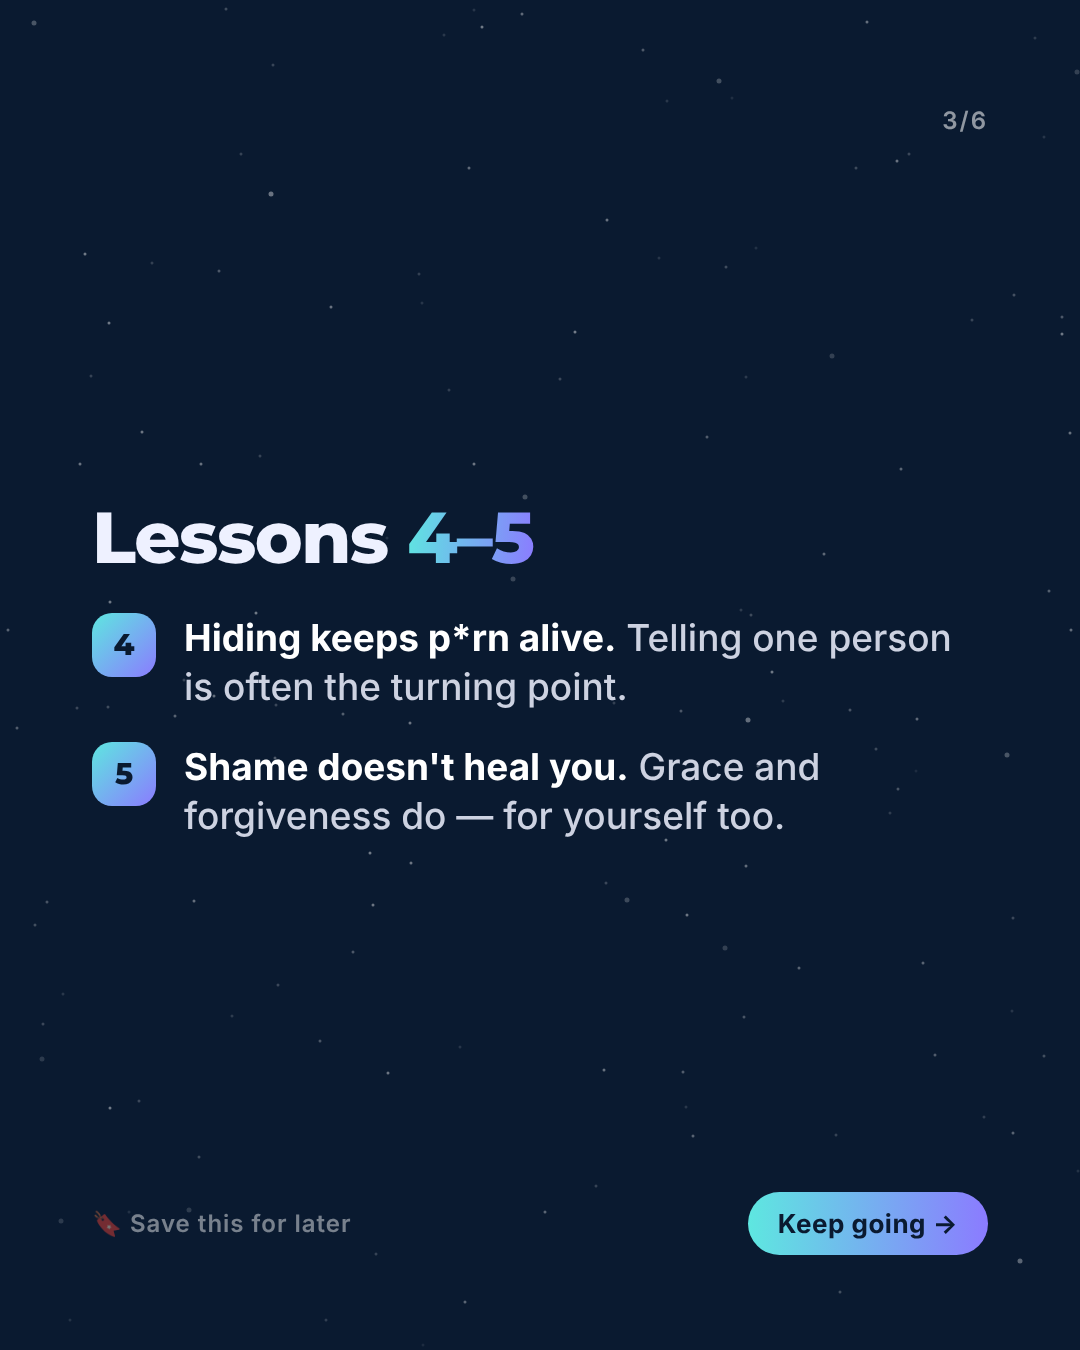 3/6
Lessons 4–5
4
Hiding keeps p*rn alive. Telling one person
is often the turning point.
5
Shame doesn't heal you. Grace and
forgiveness do — for yourself too.
🔖 Save this for later
Keep going →